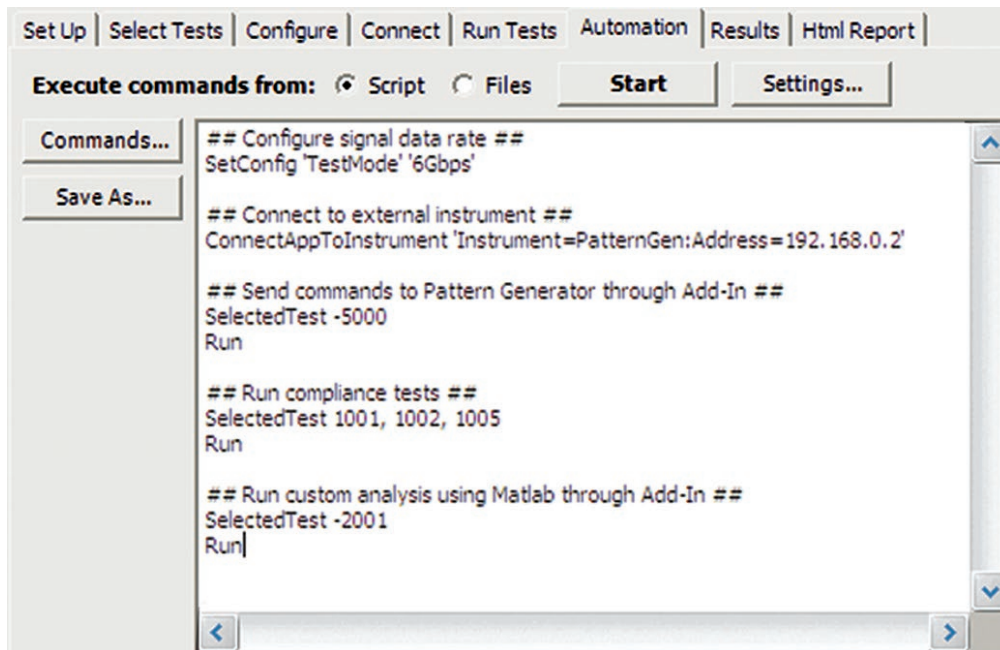 Set Up Select Tests Configure Connect Run Tests Automation Results Html Report
Execute commands from: Script Files Start Settings...
Commands...
Save As...
## Configure signal data rate ##
SetConfig 'TestMode' '6Gbps'
## Connect to external instrument ##
ConnectAppToInstrument 'Instrument=PatternGen:Address=192.168.0.2'
## Send commands to Pattern Generator through Add-In ##
SelectedTest -5000
Run
## Run compliance tests ##
SelectedTest 1001, 1002, 1005
Run
## Run custom analysis using Matlab through Add-In ##
SelectedTest -2001
Run